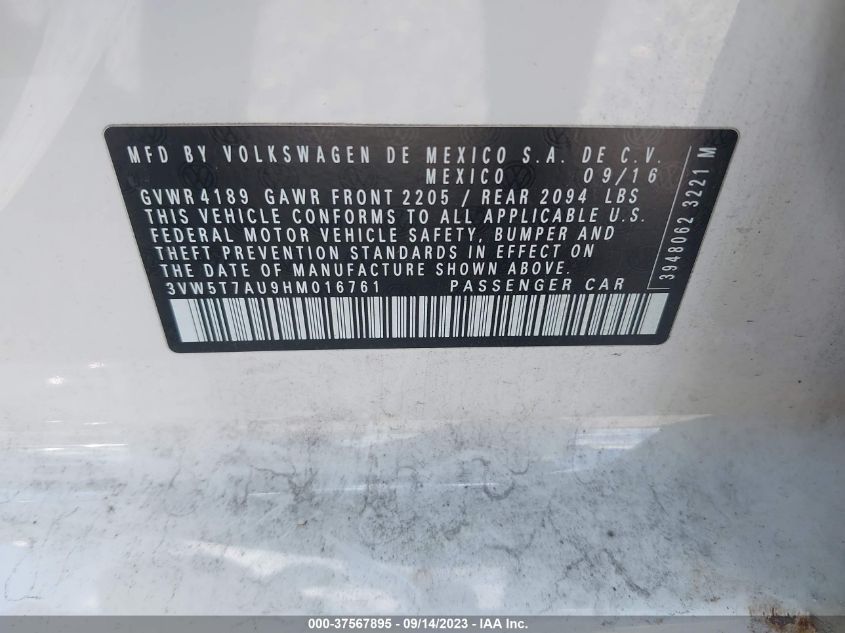 MFD BY VOLKSWAGEN DE MEXICO S.A. DE C.V.
MEXICO 09/16
GVWR 4189 GAWR FRONT 2205 / REAR 2094 LBS
THIS VEHICLE CONFORMS TO ALL APPLICABLE U.S.
FEDERAL MOTOR VEHICLE SAFETY, BUMPER AND
THEFT PREVENTION STANDARDS IN EFFECT ON
THE DATE OF MANUFACTURE SHOWN ABOVE.
3VW5T7AU9HM016761 PASSENGER CAR
3948062 3221 M
000-37567895 - 09/14/2023 - IAA Inc.